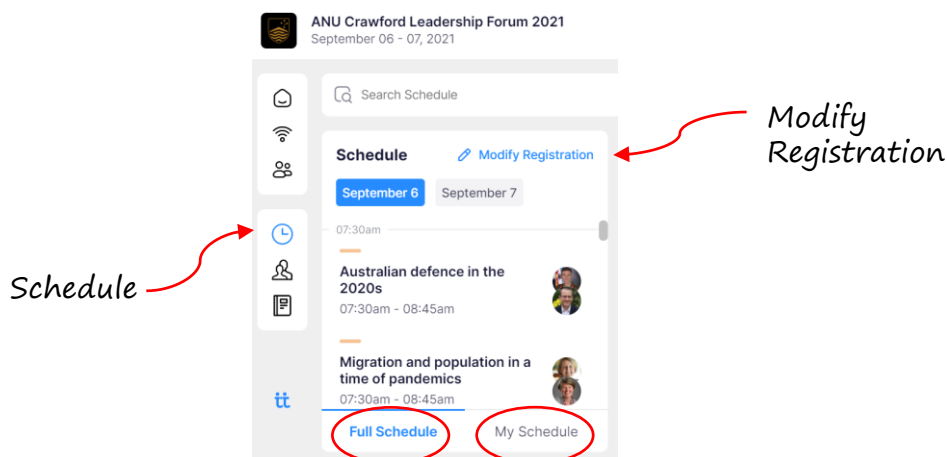 ANU Crawford Leadership Forum 2021
September 06 - 07, 2021
Search Schedule
Modify
Registration
Schedule
Modify Registration
September 6
September 7
07:30am
Schedule
Australian defence in the
2020s
07:30am - 08:45am
Migration and population in a
time of pandemics
07:30am - 08:45am
tt
Full Schedule
My Schedule